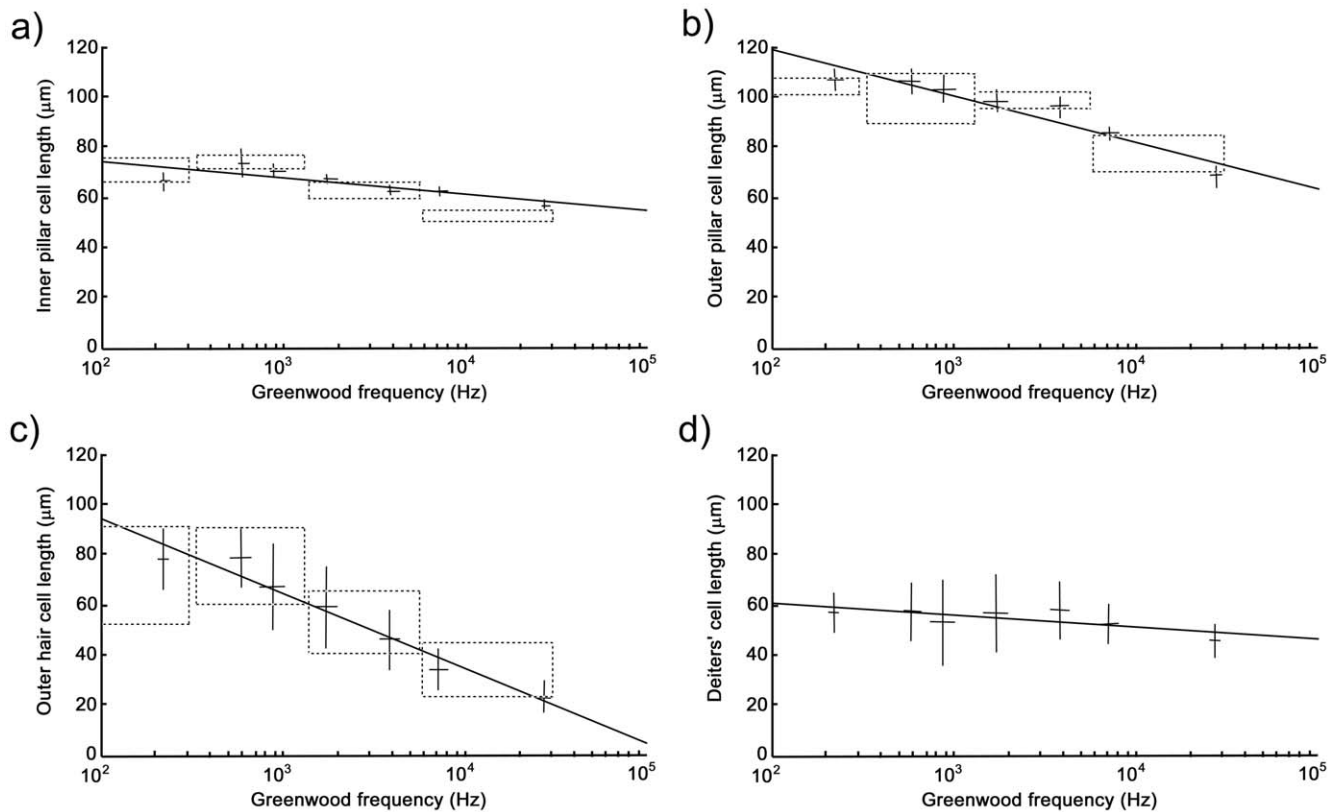 a)
120
100
80
60
40
20
0
Inner pillar cell length (μm)
10² 10³ 10⁴ 10⁵
Greenwood frequency (Hz)
b)
120
100
80
60
40
20
0
Outer pillar cell length (μm)
10² 10³ 10⁴ 10⁵
Greenwood frequency (Hz)
c)
120
100
80
60
40
20
0
Outer hair cell length (μm)
10² 10³ 10⁴ 10⁵
Greenwood frequency (Hz)
d)
120
100
80
60
40
20
0
Deiters' cell length (μm)
10² 10³ 10⁴ 10⁵
Greenwood frequency (Hz)